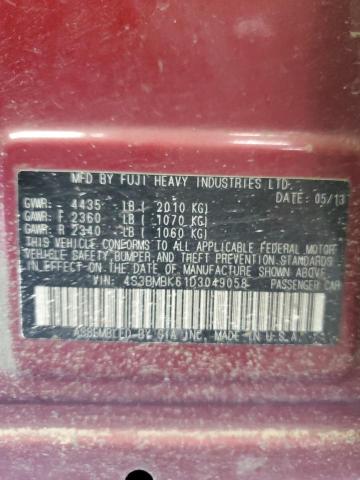 MFD BY FUJI HEAVY INDUSTRIES LTD.
DATE: 05/13
GVWR: - 4435 LB ( 2010 KG)
GAWR: F 2360 LB ( 1070 KG)
GAWR: R 2340 LB ( 1060 KG)
THIS VEHICLE CONFORMS TO ALL APPLICABLE FEDERAL MOTOR
VEHICLE SAFETY, BUMPER, AND THEFT PREVENTION
STANDARDS IN EFFECT ON THE DATE OF MANUFACTURE SHOWN ABOVE.
VIN: 4S3BMBK61D3049058 PASSENGER CAR
ASSEMBLED BY SIA INC. MADE IN U.S.A.